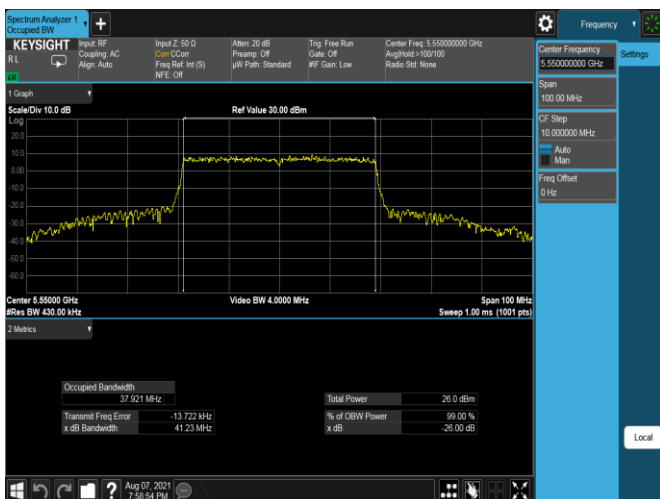 Spectrum Analyzer 1
Occupied BW
+
KEYSIGHT
R L
Input: RF
Coupling: AC
Align: Auto
Input Z: 50 Ω
Corr CCorr
Freq Ref: Int (S)
NFE: Off
Atten: 20 dB
Preamp: Off
µW Path: Standard
Trig: Free Run
Gate: Off
#IF Gain: Low
Center Freq: 5.550000000 GHz
Avg|Hold:>100/100
Radio Std: None
1 Graph
Scale/Div 10.0 dB
Ref Value 30.00 dBm
Log
20.0
10.0
0.00
-10.0
-20.0
-30.0
-40.0
-50.0
-60.0
Center 5.55000 GHz
Video BW 4.0000 MHz
Span 100 MHz
#Res BW 430.00 kHz
Sweep 1.00 ms (1001 pts)
2 Metrics
Occupied Bandwidth
37.921 MHz
Total Power 26.0 dBm
Transmit Freq Error -13.722 kHz
% of OBW Power 99.00 %
x dB Bandwidth 41.23 MHz
x dB -26.00 dB
Aug 07, 2021
7:58:54 PM
Frequency
Settings
Center Frequency
5.550000000 GHz
Span
100.00 MHz
CF Step
10.000000 MHz
Auto
Man
Freq Offset
0 Hz
Local